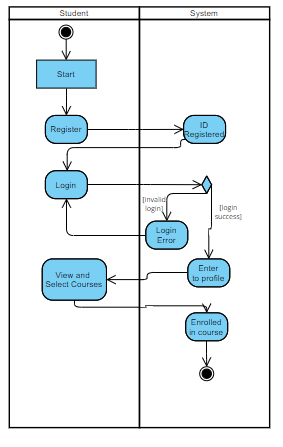 Student
System
Start
Register
ID
Registered
Login
[invalid
login]
[login
success]
Login
Error
View and
Select Courses
Enter
to profile
Enrolled
in course